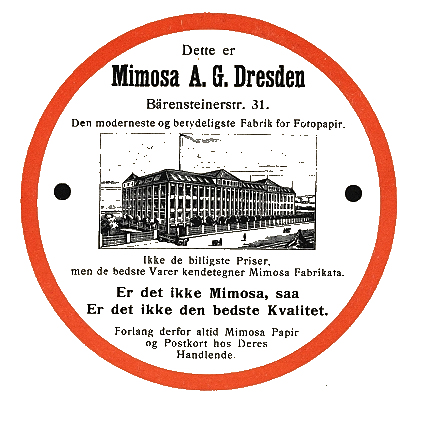 Dette er
Mimosa A. G. Dresden
Bärensteinerstr. 31.
Den moderneste og betydeligste Fabrik for Fotopapir.
Ikke de billigste Priser,
men de bedste Varer kendetegner Mimosa Fabrikata.
Er det ikke Mimosa, saa
Er det ikke den bedste Kvalitet.
Forlang derfor altid Mimosa Papir
og Postkort hos Deres
Handlende.